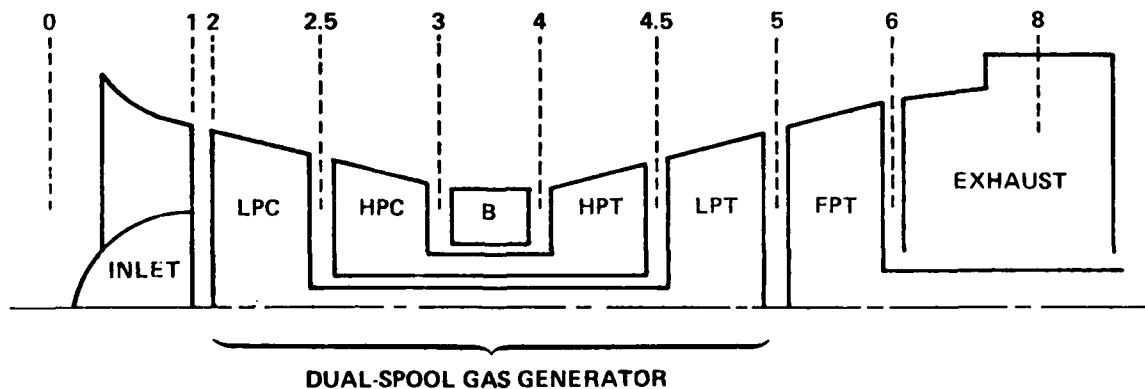 0 1 2 2.5 3 4 4.5 5 6 8
LPC HPC B HPT LPT FPT EXHAUST
INLET
DUAL-SPOOL GAS GENERATOR